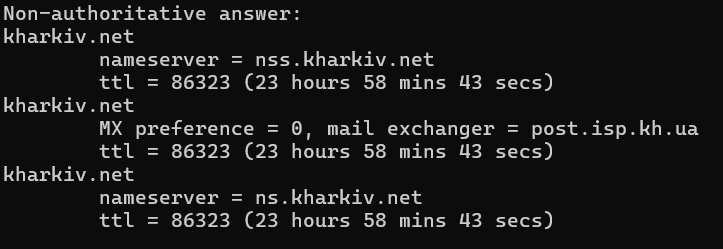 Non-authoritative answer:
kharkiv.net
        nameserver = nss.kharkiv.net
        ttl = 86323 (23 hours 58 mins 43 secs)
kharkiv.net
        MX preference = 0, mail exchanger = post.isp.kh.ua
        ttl = 86323 (23 hours 58 mins 43 secs)
kharkiv.net
        nameserver = ns.kharkiv.net
        ttl = 86323 (23 hours 58 mins 43 secs)